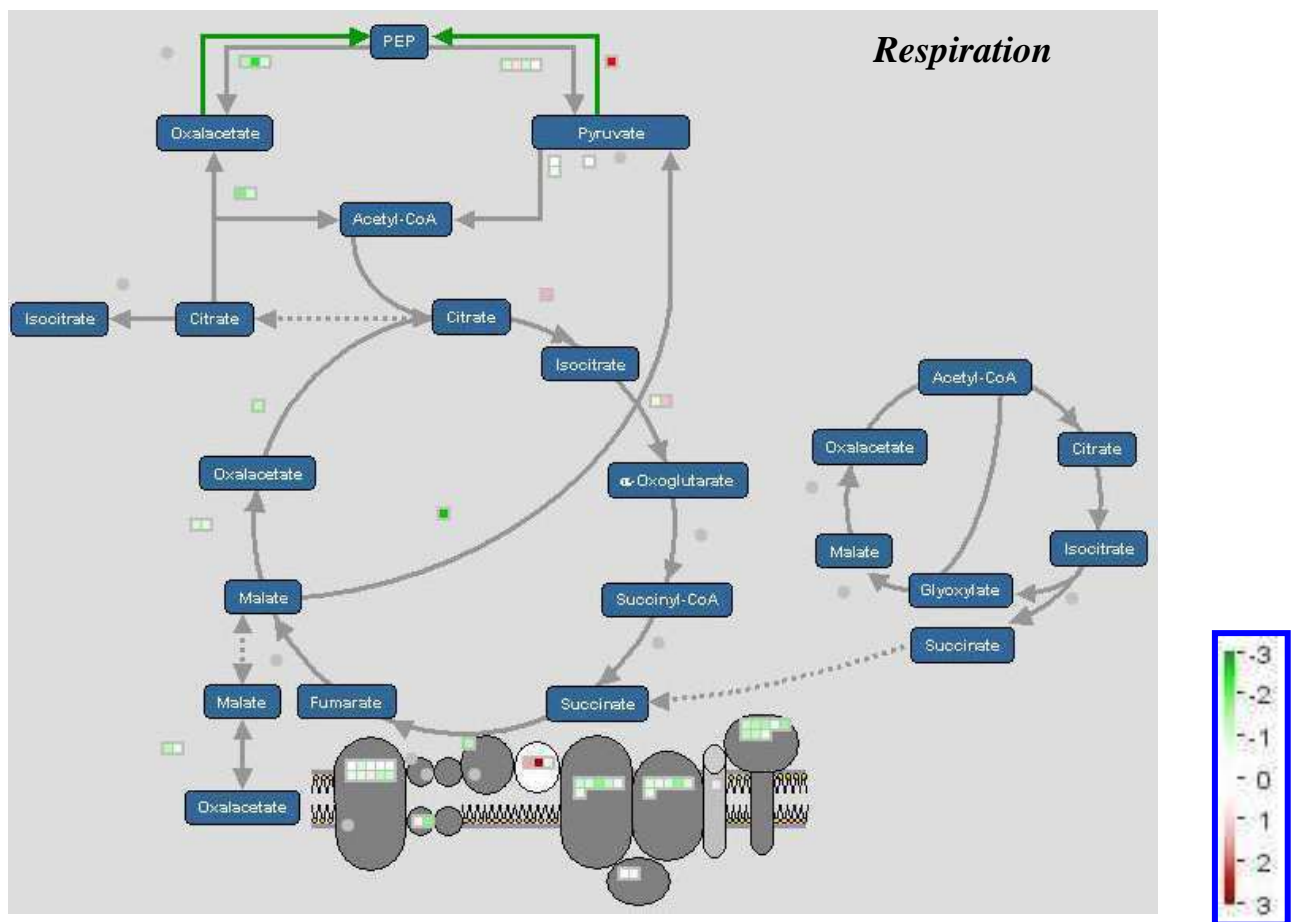 Respiration
PEP
Oxalacetate
Pyruvate
Acetyl-CoA
Isocitrate
Citrate
Citrate
Isocitrate
Acetyl-CoA
Oxalacetate
Citrate
Oxalacetate
α-Oxoglutarate
Malate
Isocitrate
Glyoxylate
Malate
Succinyl-CoA
Succinate
Malate
Fumarate
Succinate
Oxalacetate
-3
-2
-1
0
1
2
3